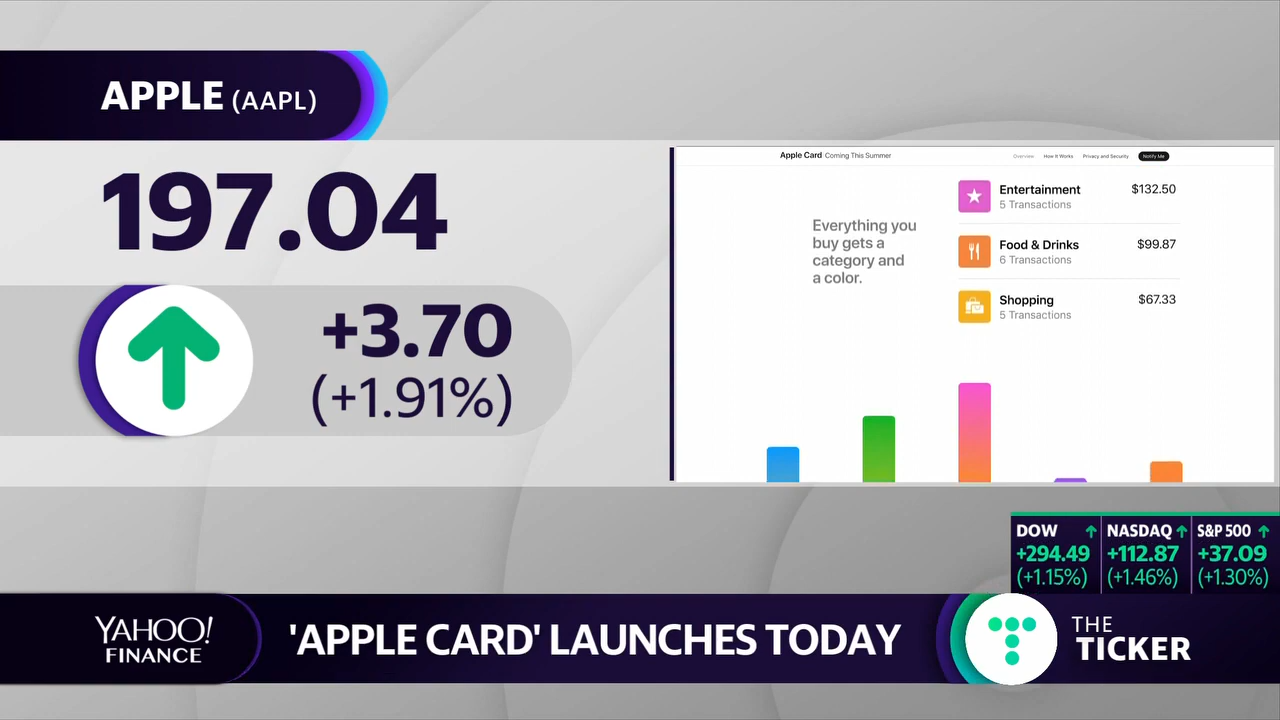 APPLE (AAPL)
197.04
+3.70
(+1.91%)
Apple Card Coming This Summer
Overview How It Works Privacy and Security Notify Me
Everything you
buy gets a
category and
a color.
Entertainment $132.50
5 Transactions
Food & Drinks $99.87
6 Transactions
Shopping $67.33
5 Transactions
DOW NASDAQ S&P 500
+294.49 +112.87 +37.09
(+1.15%) (+1.46%) (+1.30%)
YAHOO!
FINANCE
'APPLE CARD' LAUNCHES TODAY
THE
TICKER